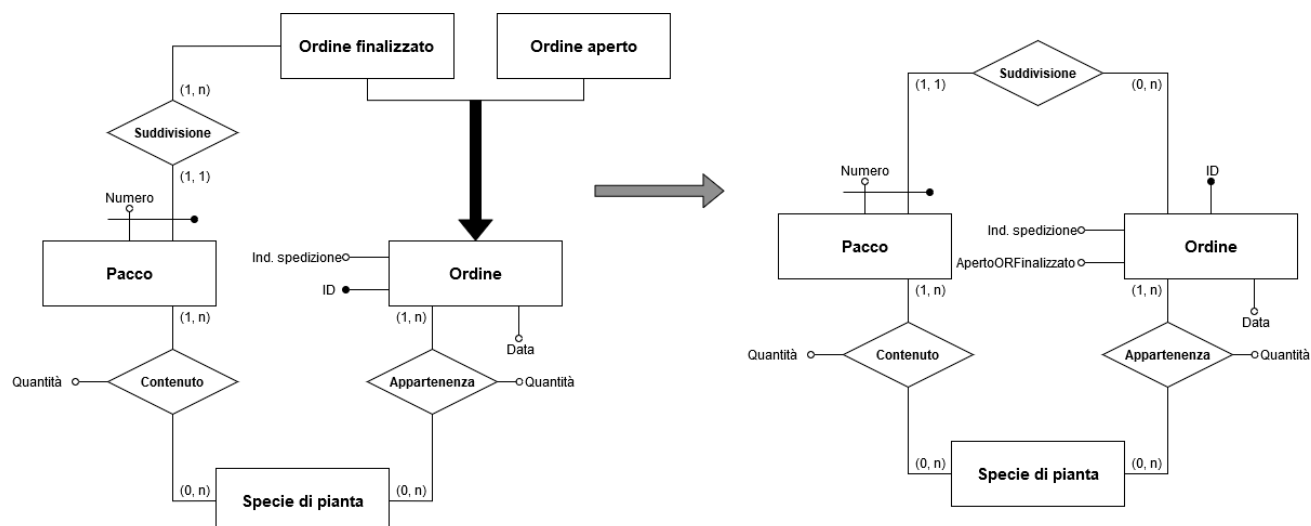 Ordine finalizzato
Ordine aperto
(1, n)
Suddivisione
(1, 1)
Numero
Pacco
Ind. spedizione
ID
Ordine
(1, n)
(1, n)
Data
Quantità
Contenuto
Appartenenza
Quantità
(0, n)
Specie di pianta
(0, n)
Suddivisione
(1, 1)
(0, n)
Numero
ID
Pacco
Ind. spedizione
ApertoORFinalizzato
Ordine
(1, n)
(1, n)
Data
Quantità
Contenuto
Appartenenza
Quantità
(0, n)
Specie di pianta
(0, n)